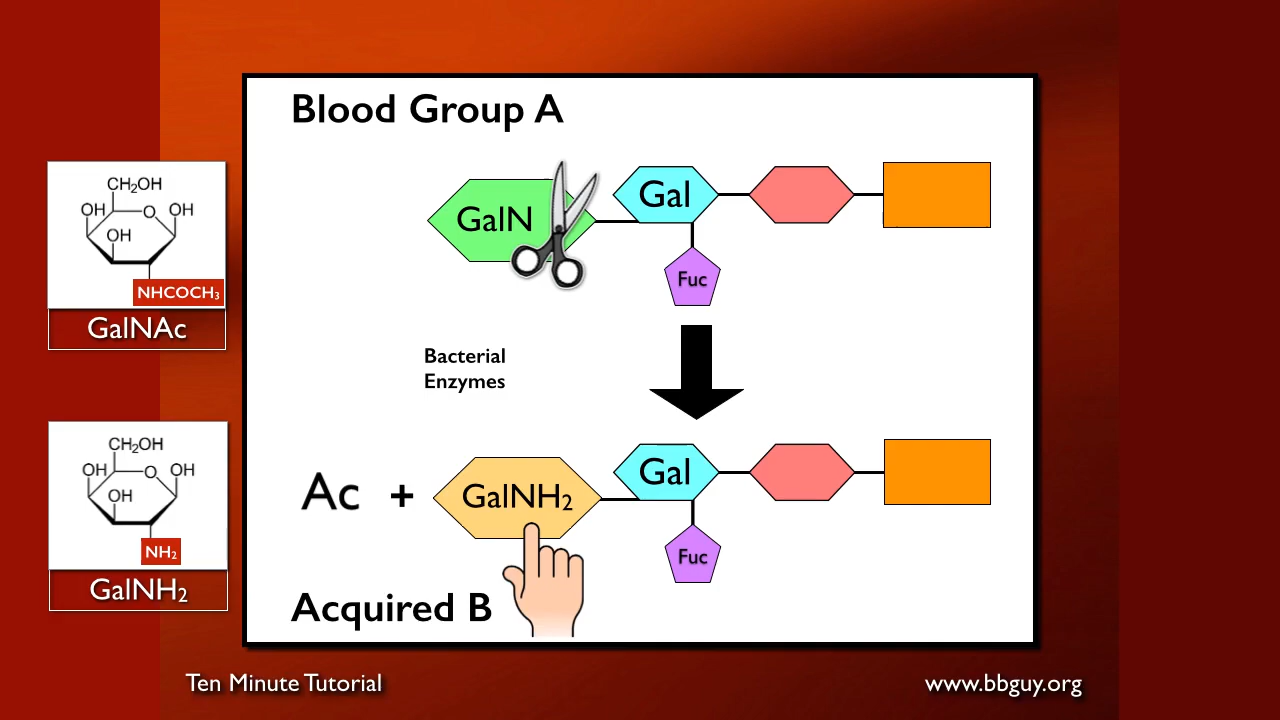 Blood Group A
GalN
Gal
Fuc
CH₂OH
OH
O
OH
OH
NHCOCH₃
GalNAc
Bacterial
Enzymes
Ac + GalNH₂
Gal
Fuc
CH₂OH
OH
O
OH
OH
NH₂
GalNH₂
Acquired B
Ten Minute Tutorial
www.bbguy.org